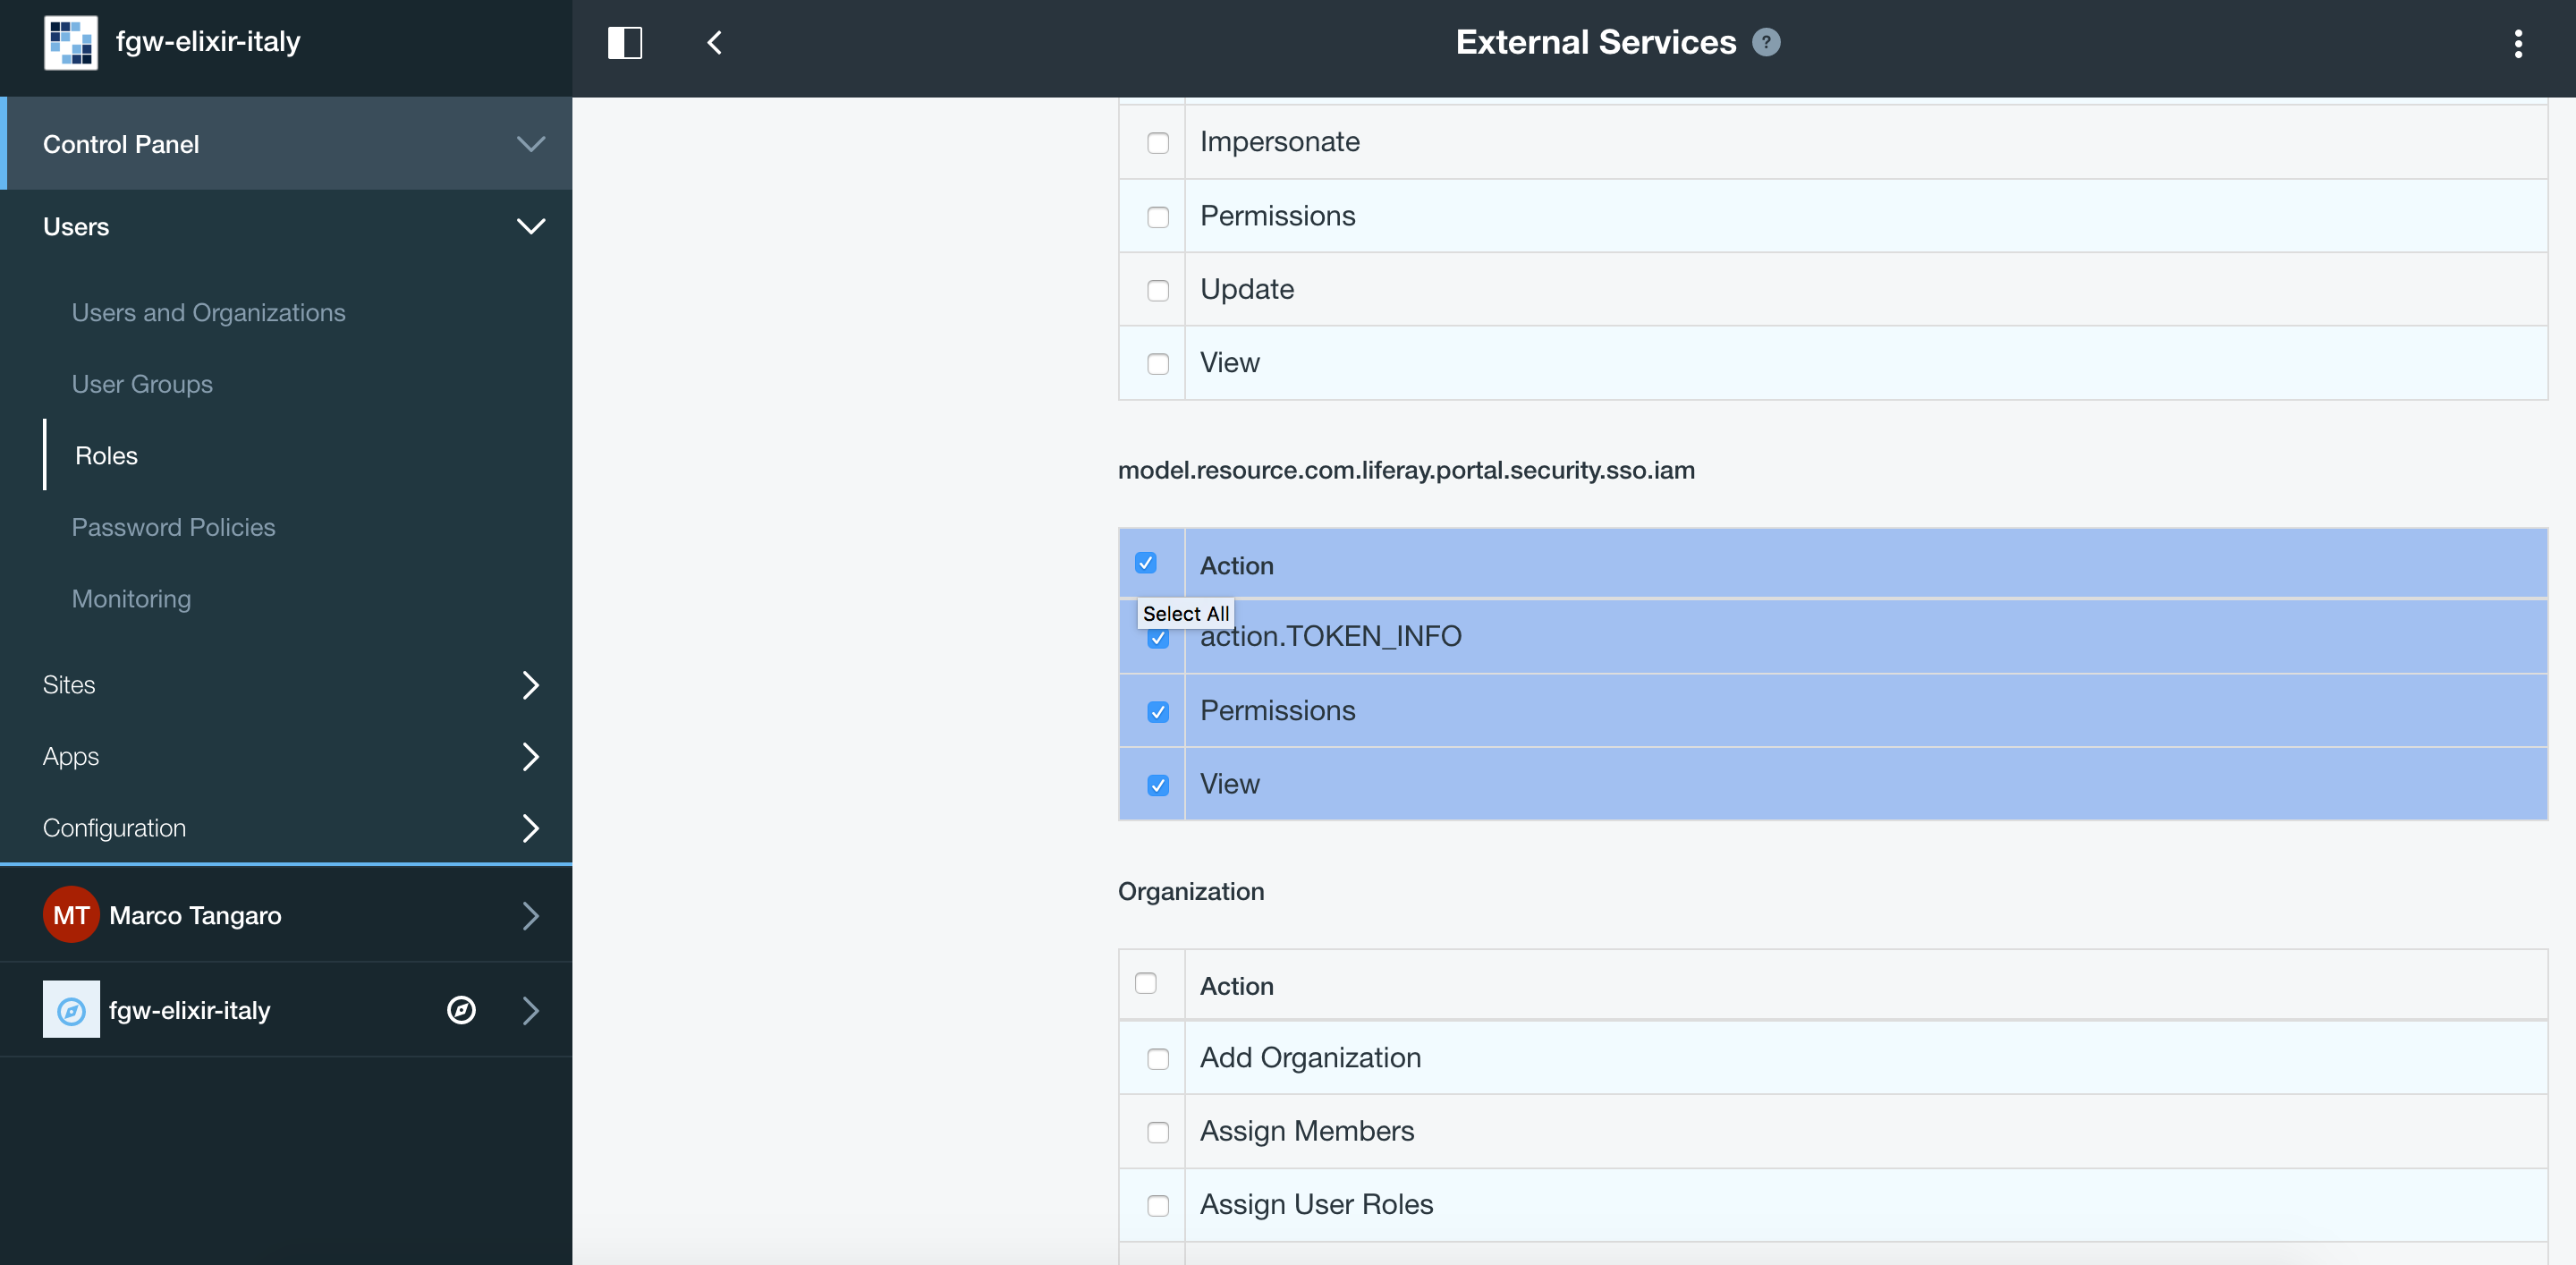 fgw-elixir-italy
External Services ?
Control Panel
Users
Users and Organizations
User Groups
Roles
Password Policies
Monitoring
Sites
Apps
Configuration
MT Marco Tangaro
fgw-elixir-italy
Impersonate
Permissions
Update
View
model.resource.com.liferay.portal.security.sso.iam
Action
Select All
action.TOKEN_INFO
Permissions
View
Organization
Action
Add Organization
Assign Members
Assign User Roles